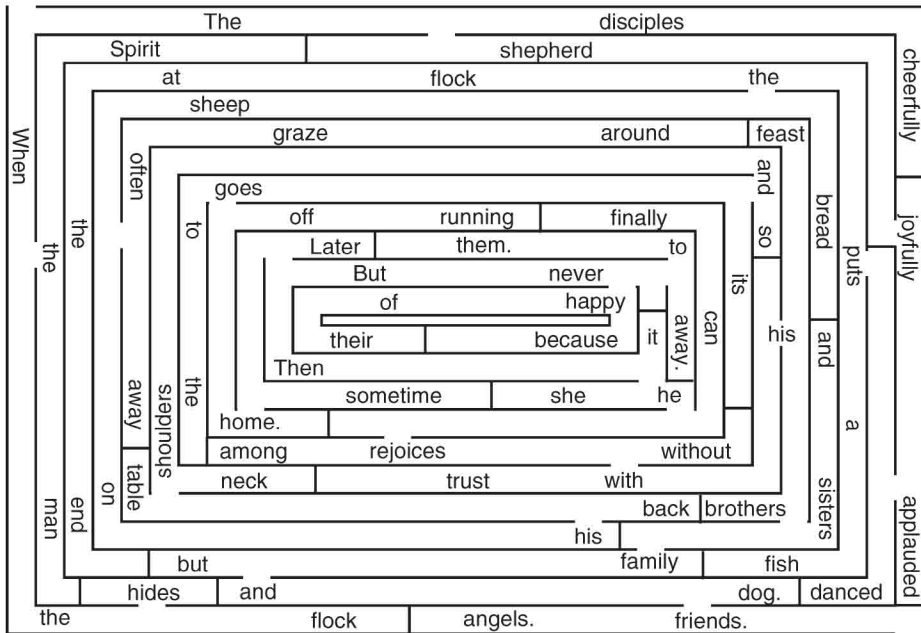 The disciples
Spirit shepherd
at flock the
sheep
graze around feast
goes
off running finally
Later them. to
But never
of happy
their because
Then
sometime she he
home.
among rejoices without
neck trust with
back brothers
his
but family fish
hides and dog. danced
the flock angels. friends.
When
the
man
the
end
on
often
away
table
shoulders
to
the
it
away.
can
its
and
so
his
bread
and
sisters
puts
a
cheerfully
joyfully
applauded